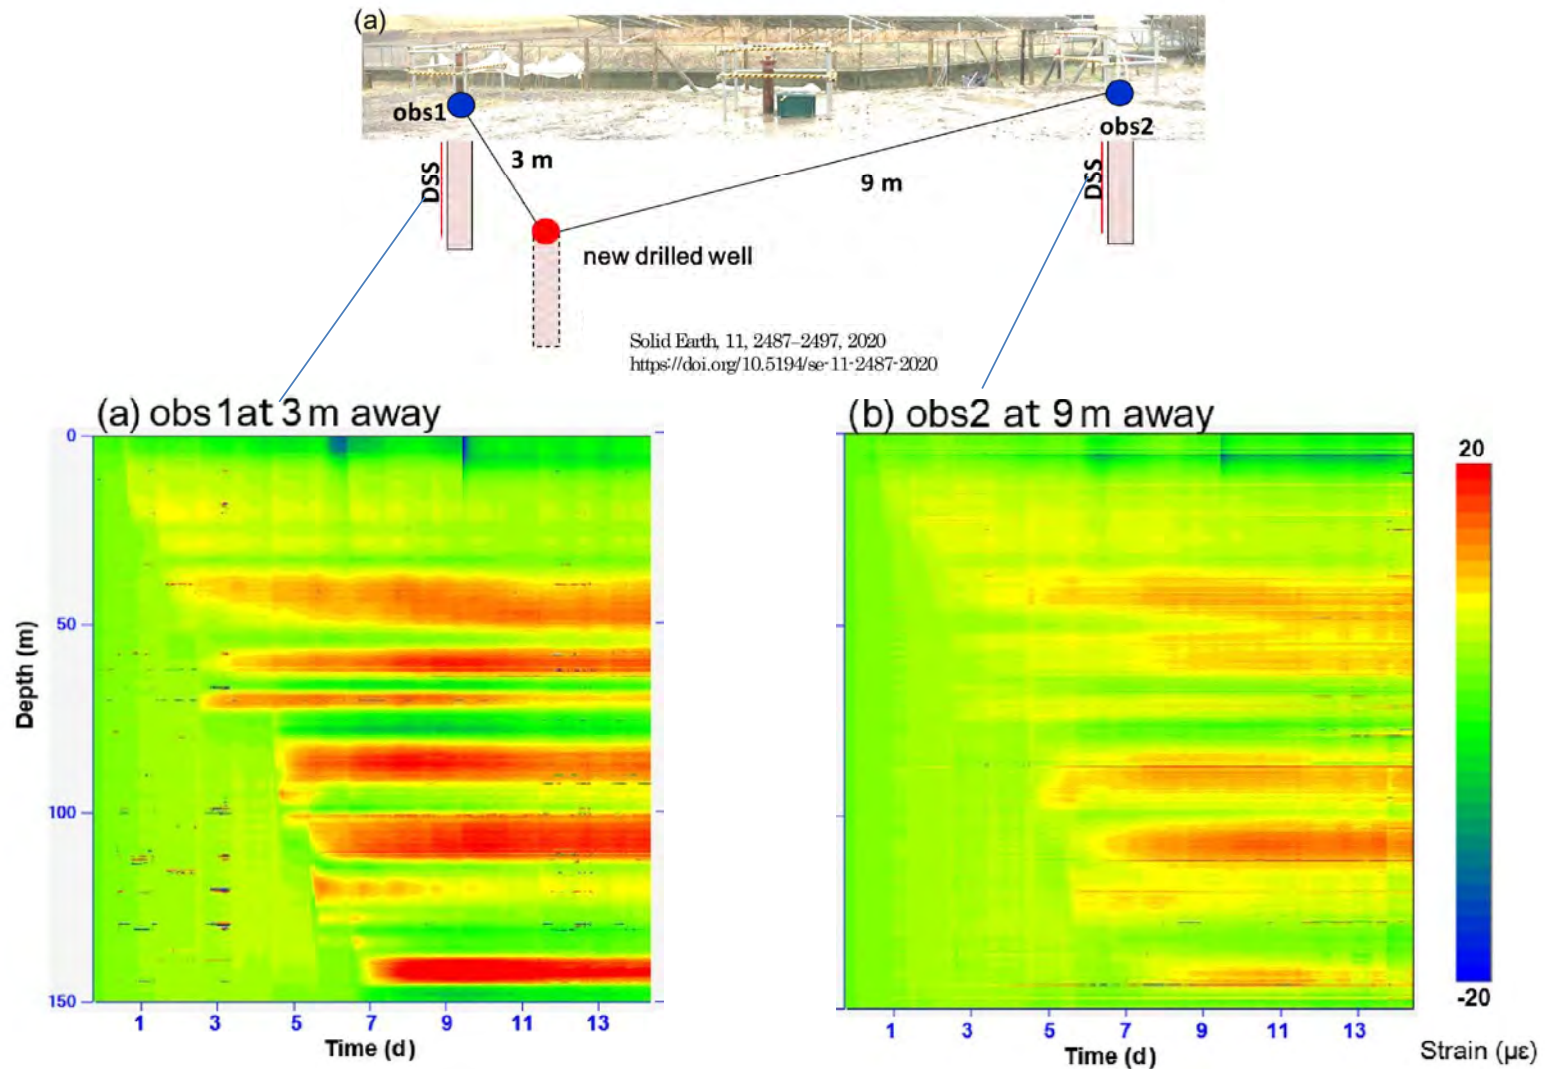 (a)
obs1
obs2
3 m
9 m
DSS
DSS
new drilled well
Solid Earth, 11, 2487–2497, 2020
https://doi.org/10.5194/se-11-2487-2020
(a) obs1at 3 m away
(b) obs2 at 9 m away
0
50
100
150
Depth (m)
1 3 5 7 9 11 13
Time (d)
1 3 5 7 9 11 13
Time (d)
20
-20
Strain (με)